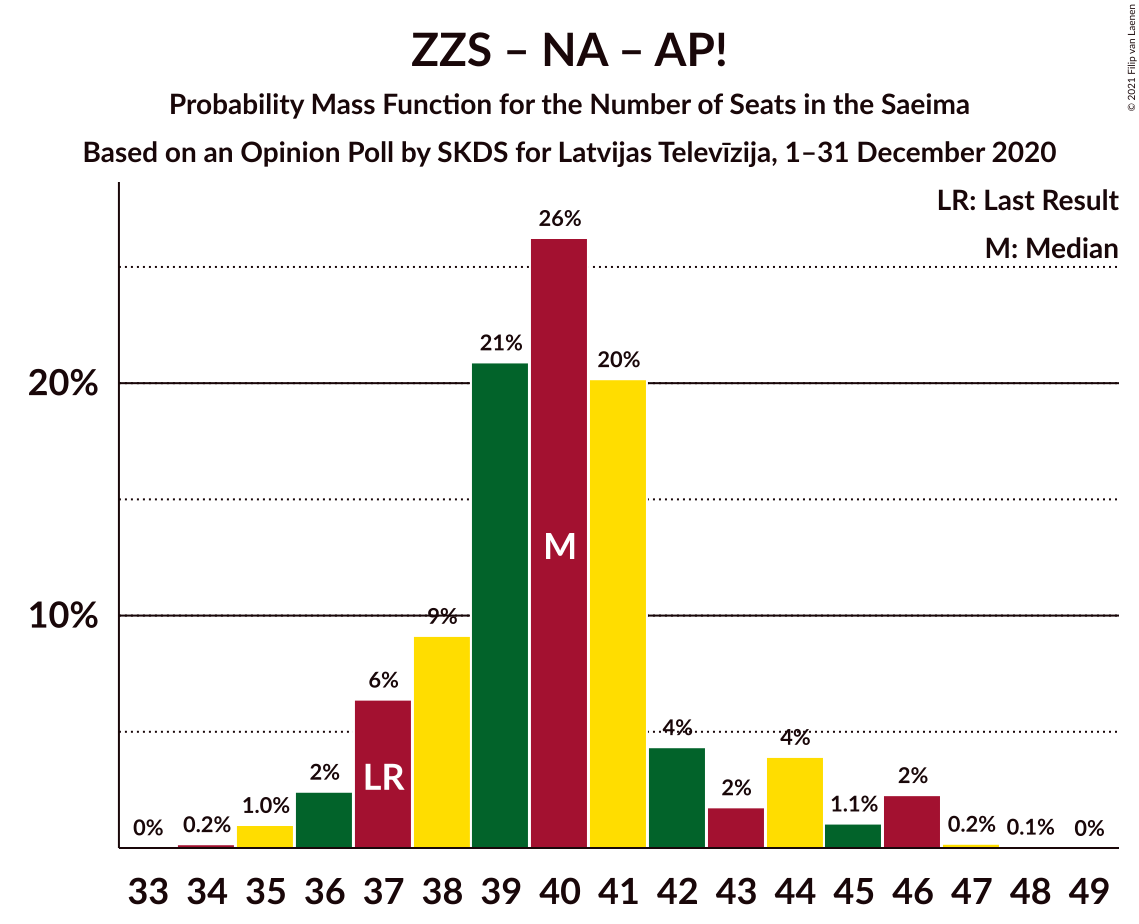 ZZS – NA – AP!
Probability Mass Function for the Number of Seats in the Saeima
Based on an Opinion Poll by SKDS for Latvijas Televīzija, 1–31 December 2020
© 2021 Filip van Laenen
LR: Last Result
M: Median
20%
10%
0%
0.2%
1.0%
2%
6%
9%
21%
26%
20%
4%
2%
4%
1.1%
2%
0.2%
0.1%
0%
LR
M
33 34 35 36 37 38 39 40 41 42 43 44 45 46 47 48 49